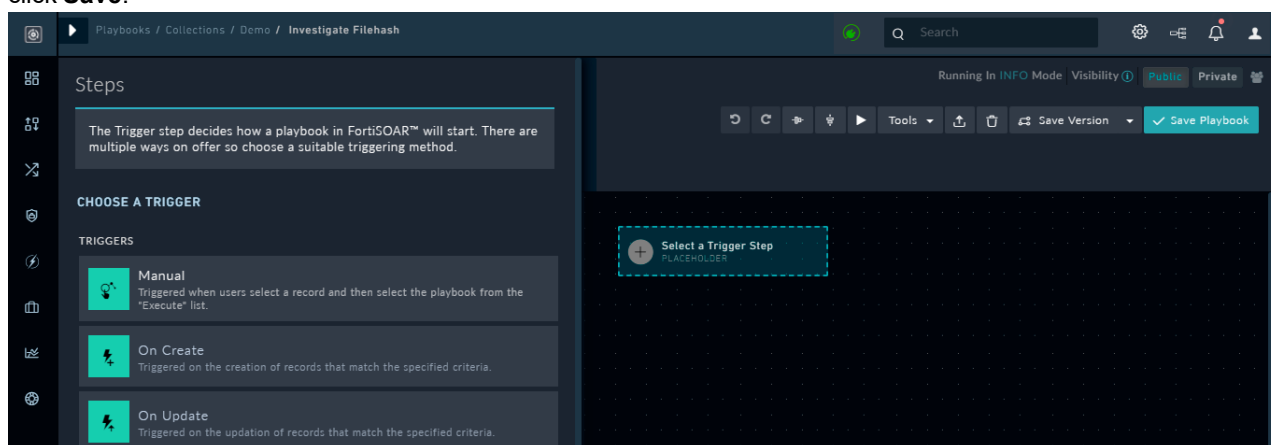 click Save.
Playbooks / Collections / Demo / Investigate Filehash
Search
Steps
Running In INFO Mode Visibility Public Private
The Trigger step decides how a playbook in FortiSOAR™ will start. There are
multiple ways on offer so choose a suitable triggering method.
Tools
Save Version
Save Playbook
CHOOSE A TRIGGER
TRIGGERS
Select a Trigger Step
PLACEHOLDER
Manual
Triggered when users select a record and then select the playbook from the
"Execute" list.
On Create
Triggered on the creation of records that match the specified criteria.
On Update
Triggered on the updation of records that match the specified criteria.